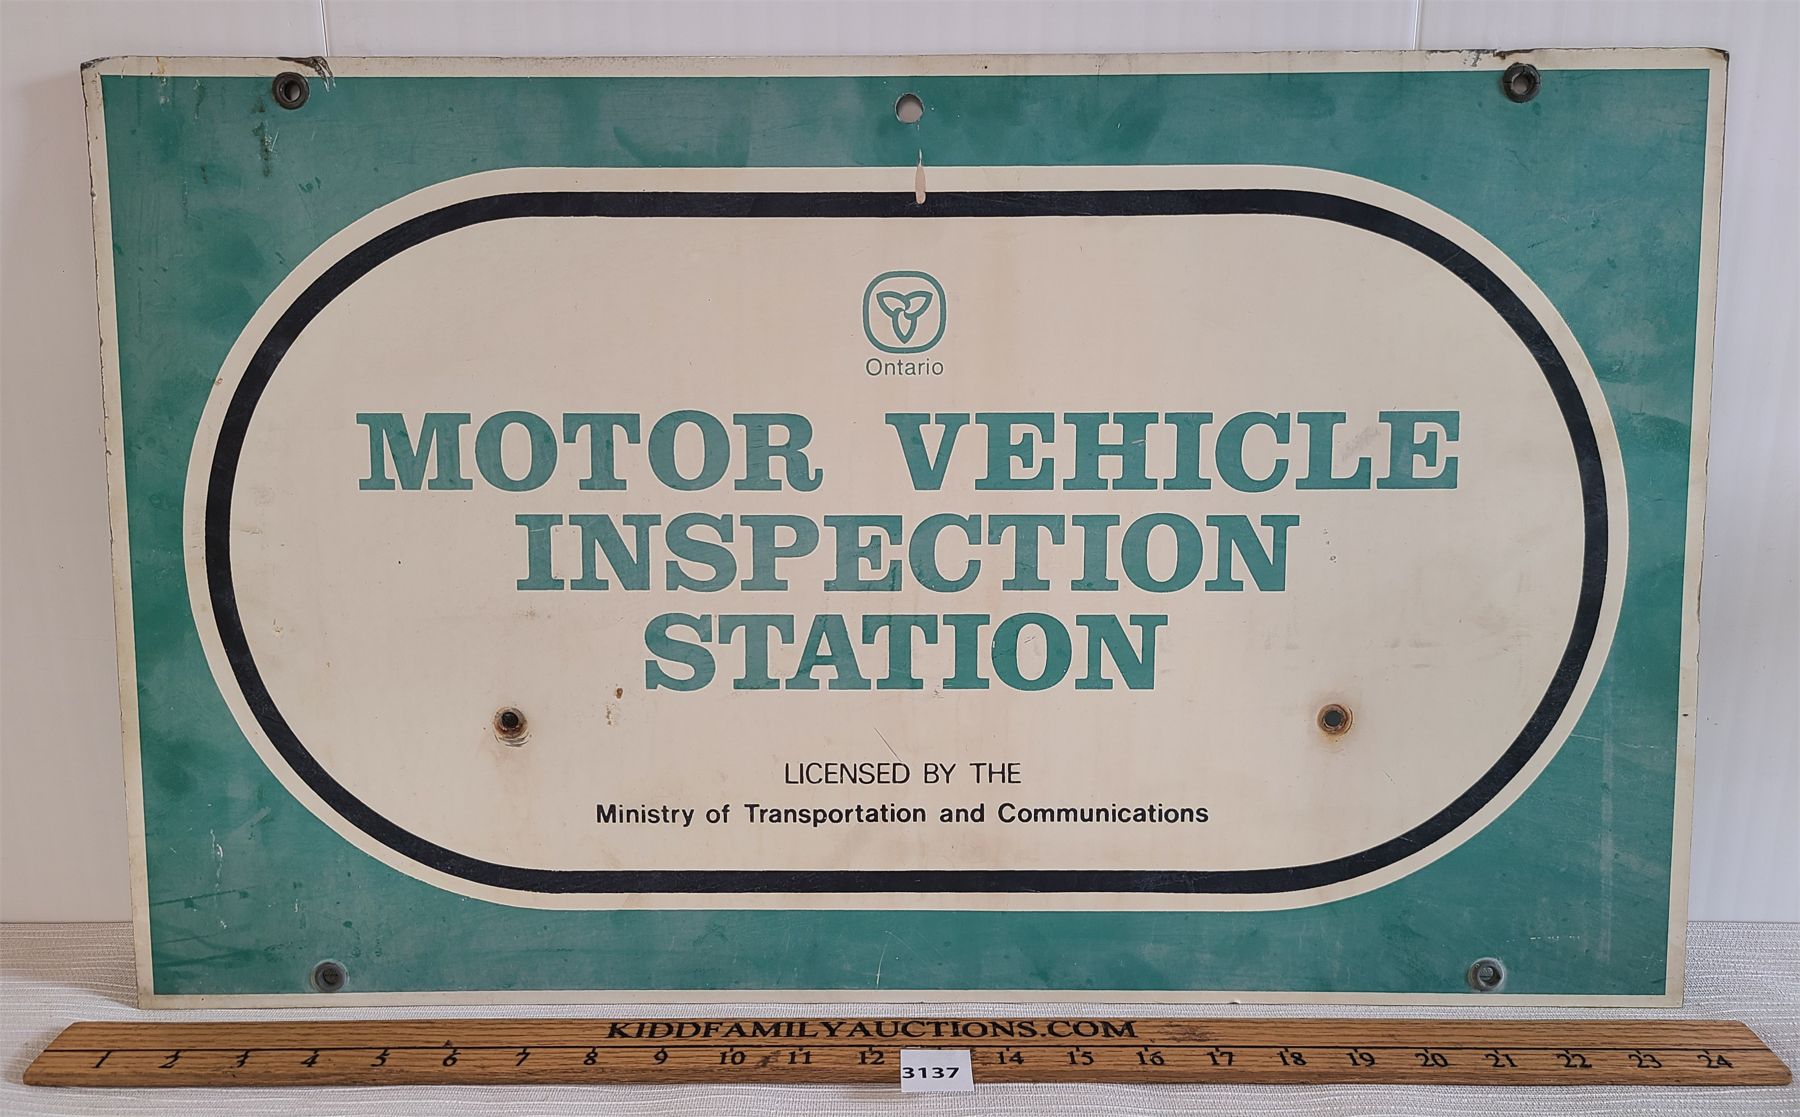 Ontario
MOTOR VEHICLE
INSPECTION
STATION
LICENSED BY THE
Ministry of Transportation and Communications
KIDDFAMILYAUCTIONS.COM
1 2 3 4 5 6 7 8 9 10 11 12 14 15 16 17 18 19 20 21 22 23 24
3137